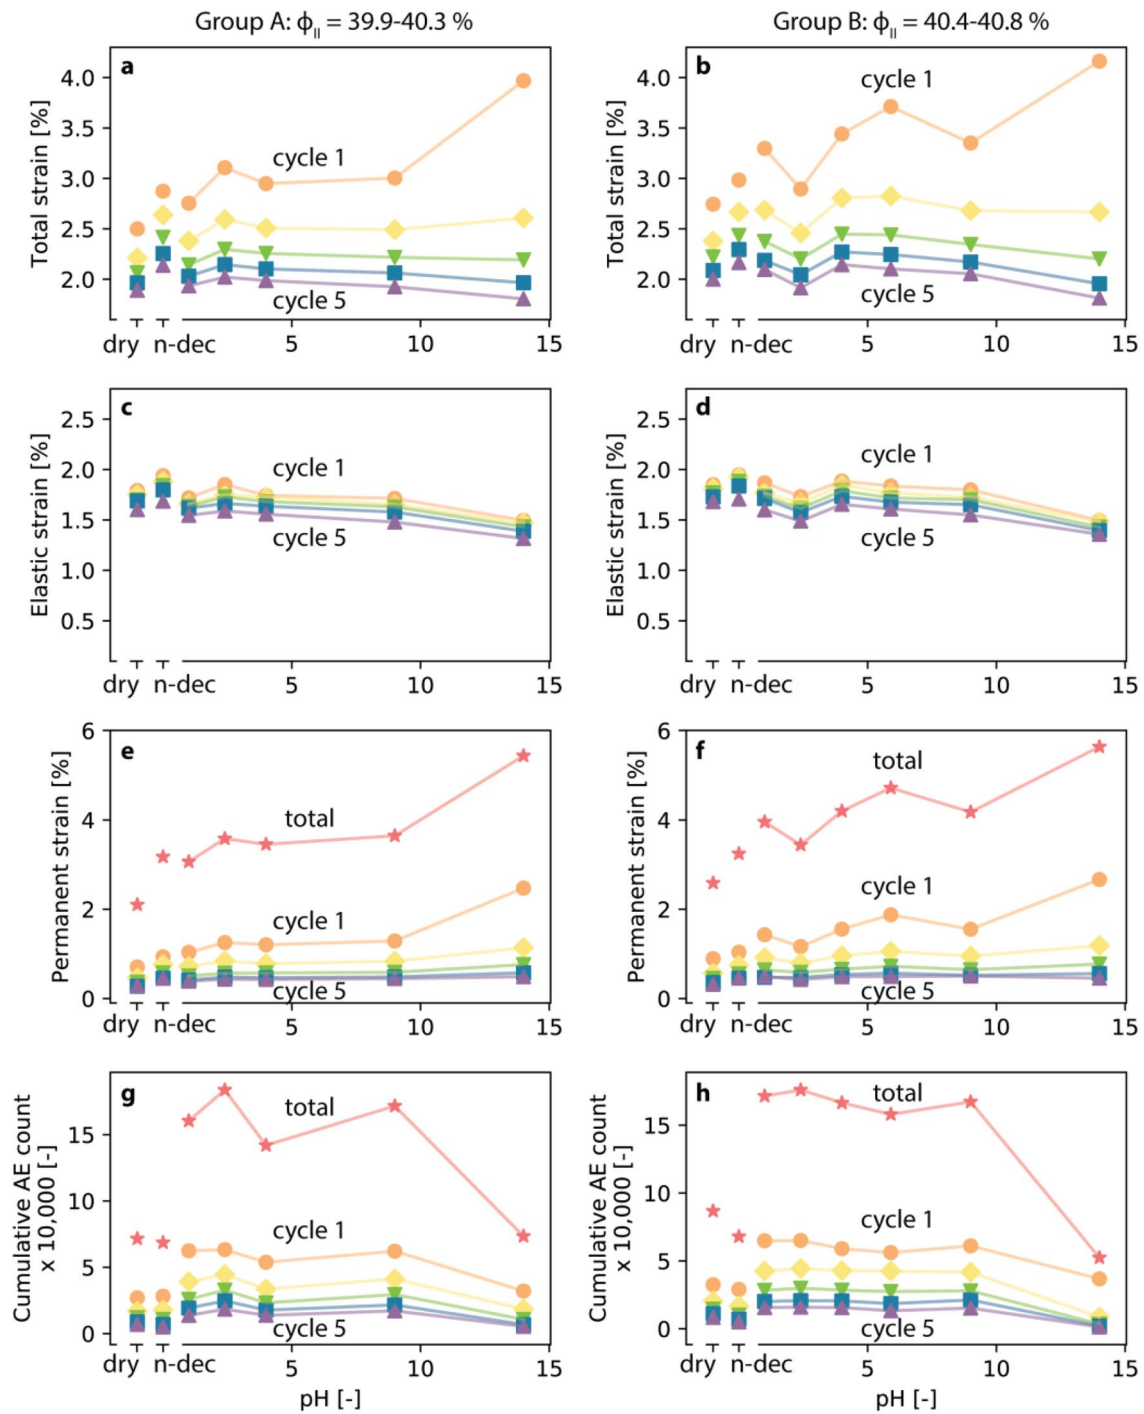 Group A: ϕ|| = 39.9-40.3 %
Group B: ϕ|| = 40.4-40.8 %
a
Total strain [%]
4.0
3.5
3.0
2.5
2.0
cycle 1
cycle 5
dry n-dec 5 10 15
b
Total strain [%]
4.0
3.5
3.0
2.5
2.0
cycle 1
cycle 5
dry n-dec 5 10 15
c
Elastic strain [%]
2.5
2.0
1.5
1.0
0.5
cycle 1
cycle 5
dry n-dec 5 10 15
d
Elastic strain [%]
2.5
2.0
1.5
1.0
0.5
cycle 1
cycle 5
dry n-dec 5 10 15
e
Permanent strain [%]
6
4
2
0
total
cycle 1
cycle 5
dry n-dec 5 10 15
f
Permanent strain [%]
6
4
2
0
total
cycle 1
cycle 5
dry n-dec 5 10 15
g
Cumulative AE count
x 10,000 [-]
15
10
5
0
total
cycle 1
cycle 5
dry n-dec 5 10 15
pH [-]
h
Cumulative AE count
x 10,000 [-]
15
10
5
0
total
cycle 1
cycle 5
dry n-dec 5 10 15
pH [-]